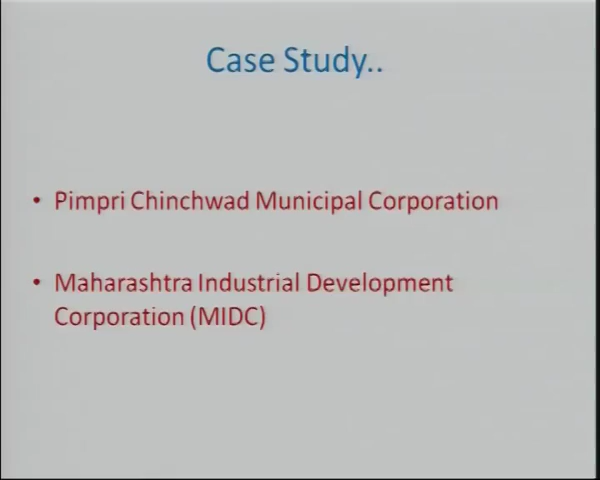 Case Study..
• Pimpri Chinchwad Municipal Corporation
• Maharashtra Industrial Development
Corporation (MIDC)